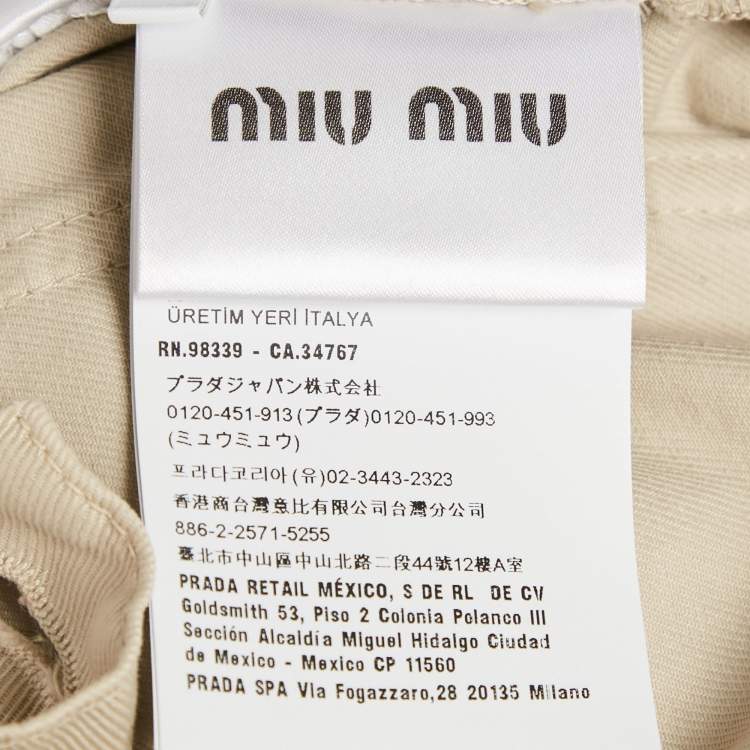 miu miu
ÜRETİM YERİ İTALYA
RN.98339 - CA.34767
プラダジャパン株式会社
0120-451-913(プラダ)0120-451-993
(ミュウミュウ)
프라다코리아(유)02-3443-2323
香港商台灣意比有限公司台灣分公司
886-2-2571-5255
臺北市中山區中山北路二段44號12樓A室
PRADA RETAIL MÉXICO, S DE RL DE CV
Goldsmith 53, Piso 2 Colonia Polanco III
Sección Alcaldía Miguel Hidalgo Ciudad
de Mexico - Mexico CP 11560
PRADA SPA VIa Fogazzaro,28 20135 Milano